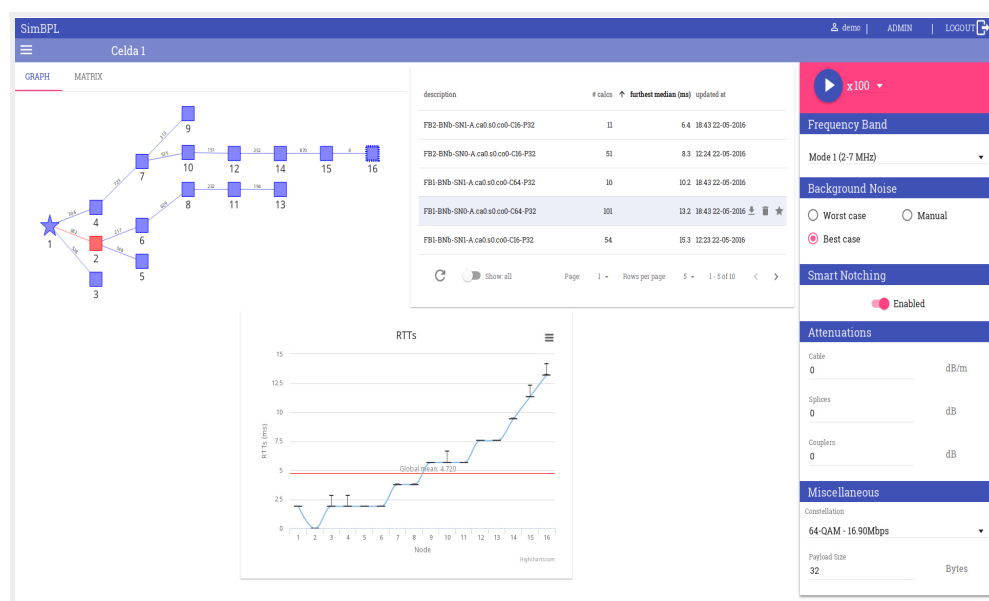 SimBPL
demo |
ADMIN
|
LOGOUT
Celda 1
GRAPH
MATRIX
9
7
10
12
14
15
16
8
11
13
4
1
6
2
5
3
description
# calcs
furthest median (ms)
updated at
FB2-BNb-SN1-A.ca0.s0.co0-C16-P32
11
6.4
18:43 22-05-2016
FB2-BNb-SN0-A.ca0.s0.co0-C16-P32
51
8.3
12:24 22-05-2016
FB1-BNb-SN1-A.ca0.s0.co0-C64-P32
10
10.2
18:43 22-05-2016
FB1-BNb-SN0-A.ca0.s0.co0-C64-P32
101
13.2
18:43 22-05-2016
FB1-BNb-SN1-A.ca0.s0.co0-C16-P32
54
15.3
12:23 22-05-2016
Show all
Page:
1
Rows per page:
5
1 - 5 of 10
RTTs
15
12.5
10
7.5
5
2.5
0
RTTs (ms)
Global mean: 4.720
1 2 3 4 5 6 7 8 9 10 11 12 13 14 15 16
Node
Highcharts.com
x100
Frequency Band
Mode 1 (2-7 MHz)
Background Noise
Worst case
Manual
Best case
Smart Notching
Enabled
Attenuations
Cable
0
dB/m
Splices
0
dB
Couplers
0
dB
Miscellaneous
Constellation
64-QAM - 16.90Mbps
Payload Size
32
Bytes